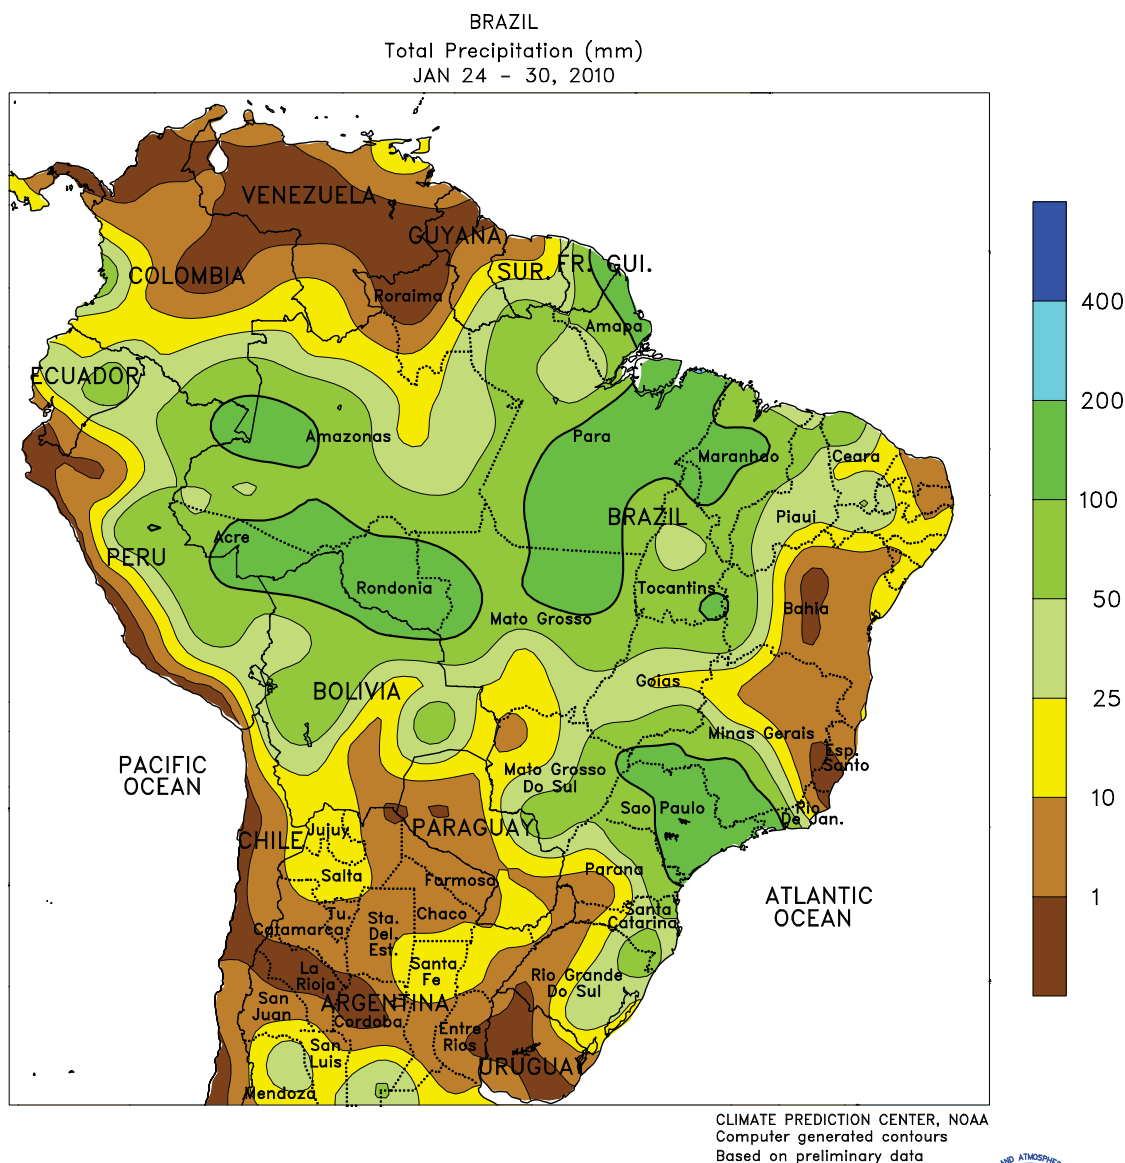 BRAZIL
Total Precipitation (mm)
JAN 24 - 30, 2010
VENEZUELA
GUYANA
COLOMBIA
SUR.
FR. GUI.
Roraima
Amapa
ECUADOR
Amazonas
Para
Maranhao
Ceara
BRAZIL
Piaui
PERU
Acre
Rondonia
Tocantins
Bahia
Mato Grosso
BOLIVIA
Goias
Minas Gerais
Esp.
Santo
PACIFIC
OCEAN
Mato Grosso
Do Sul
Sao Paulo
Rio
De Jan.
CHILE
Jujuy
PARAGUAY
Salta
Formosa
Parana
ATLANTIC
OCEAN
Tu.
Catamarca
Sta.
Del
Est.
Chaco
Santa
Catarina
La
Rioja
Santa
Fe
Rio Grande
Do Sul
San
Juan
ARGENTINA
Cordoba
Entre
Rios
San
Luis
URUGUAY
Mendoza
400
200
100
50
25
10
1
CLIMATE PREDICTION CENTER, NOAA
Computer generated contours
Based on preliminary data
AND ATMOSPHE